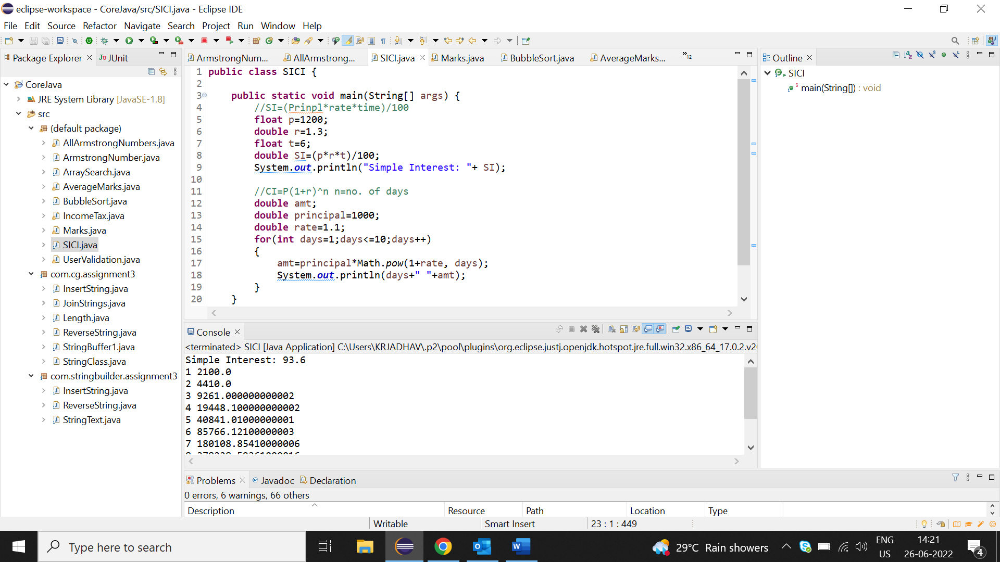 eclipse-workspace - CoreJava/src/SICI.java - Eclipse IDE
File Edit Source Refactor Navigate Search Project Run Window Help
Package Explorer
JUnit
CoreJava
JRE System Library [JavaSE-1.8]
src
(default package)
AllArmstrongNumbers.java
ArmstrongNumber.java
ArraySearch.java
AverageMarks.java
BubbleSort.java
IncomeTax.java
Marks.java
SICI.java
UserValidation.java
com.cg.assignment3
InsertString.java
JoinStrings.java
Length.java
ReverseString.java
StringBuffer1.java
StringClass.java
com.stringbuilder.assignment3
InsertString.java
ReverseString.java
StringText.java
ArmstrongNum... AllArmstrong... SICI.java Marks.java BubbleSort.java AverageMarks... »12
1 public class SICI {
2
3 public static void main(String[] args) {
4 //SI=(Prinpl*rate*time)/100
5 float p=1200;
6 double r=1.3;
7 float t=6;
8 double SI=(p*r*t)/100;
9 System.out.println("Simple Interest: "+ SI);
10
11 //CI=P(1+r)^n n=no. of days
12 double amt;
13 double principal=1000;
14 double rate=1.1;
15 for(int days=1;days<=10;days++)
16 {
17 amt=principal*Math.pow(1+rate, days);
18 System.out.println(days+" "+amt);
19 }
20 }
Console
<terminated> SICI [Java Application] C:\Users\KRJADHAV\.p2\pool\plugins\org.eclipse.justj.openjdk.hotspot.jre.full.win32.x86_64_17.0.2.v20
Simple Interest: 93.6
1 2100.0
2 4410.0
3 9261.000000000002
4 19448.100000000002
5 40841.01000000001
6 85766.12100000003
7 180108.85410000006
Problems Javadoc Declaration
0 errors, 6 warnings, 66 others
Description Resource Path Location Type
Writable Smart Insert 23 : 1 : 449
Outline
SICI
main(String[]) : void
Type here to search
29°C Rain showers
ENG
US
14:21
26-06-2022
4